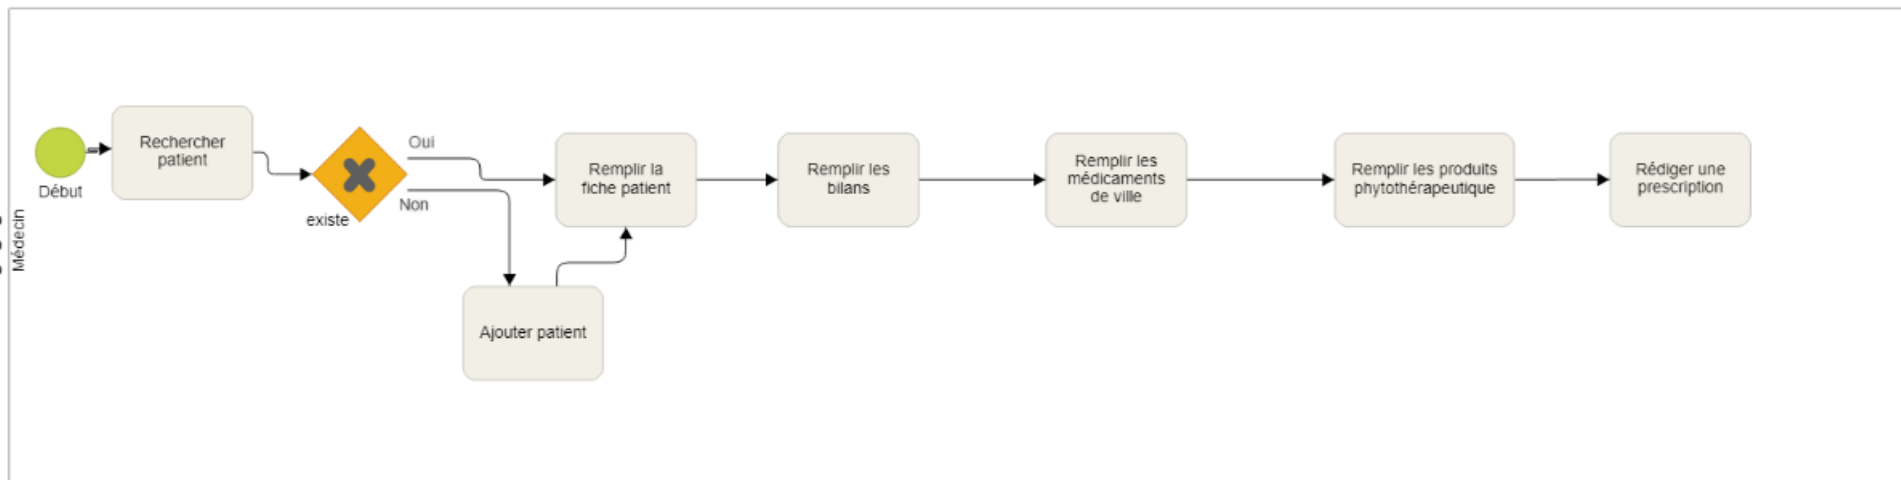 Début
Rechercher
patient
existe
Oui
Non
Remplir la
fiche patient
Ajouter patient
Remplir les
bilans
Remplir les
médicaments
de ville
Remplir les produits
phytothérapeutique
Rédiger une
prescription
Médecin